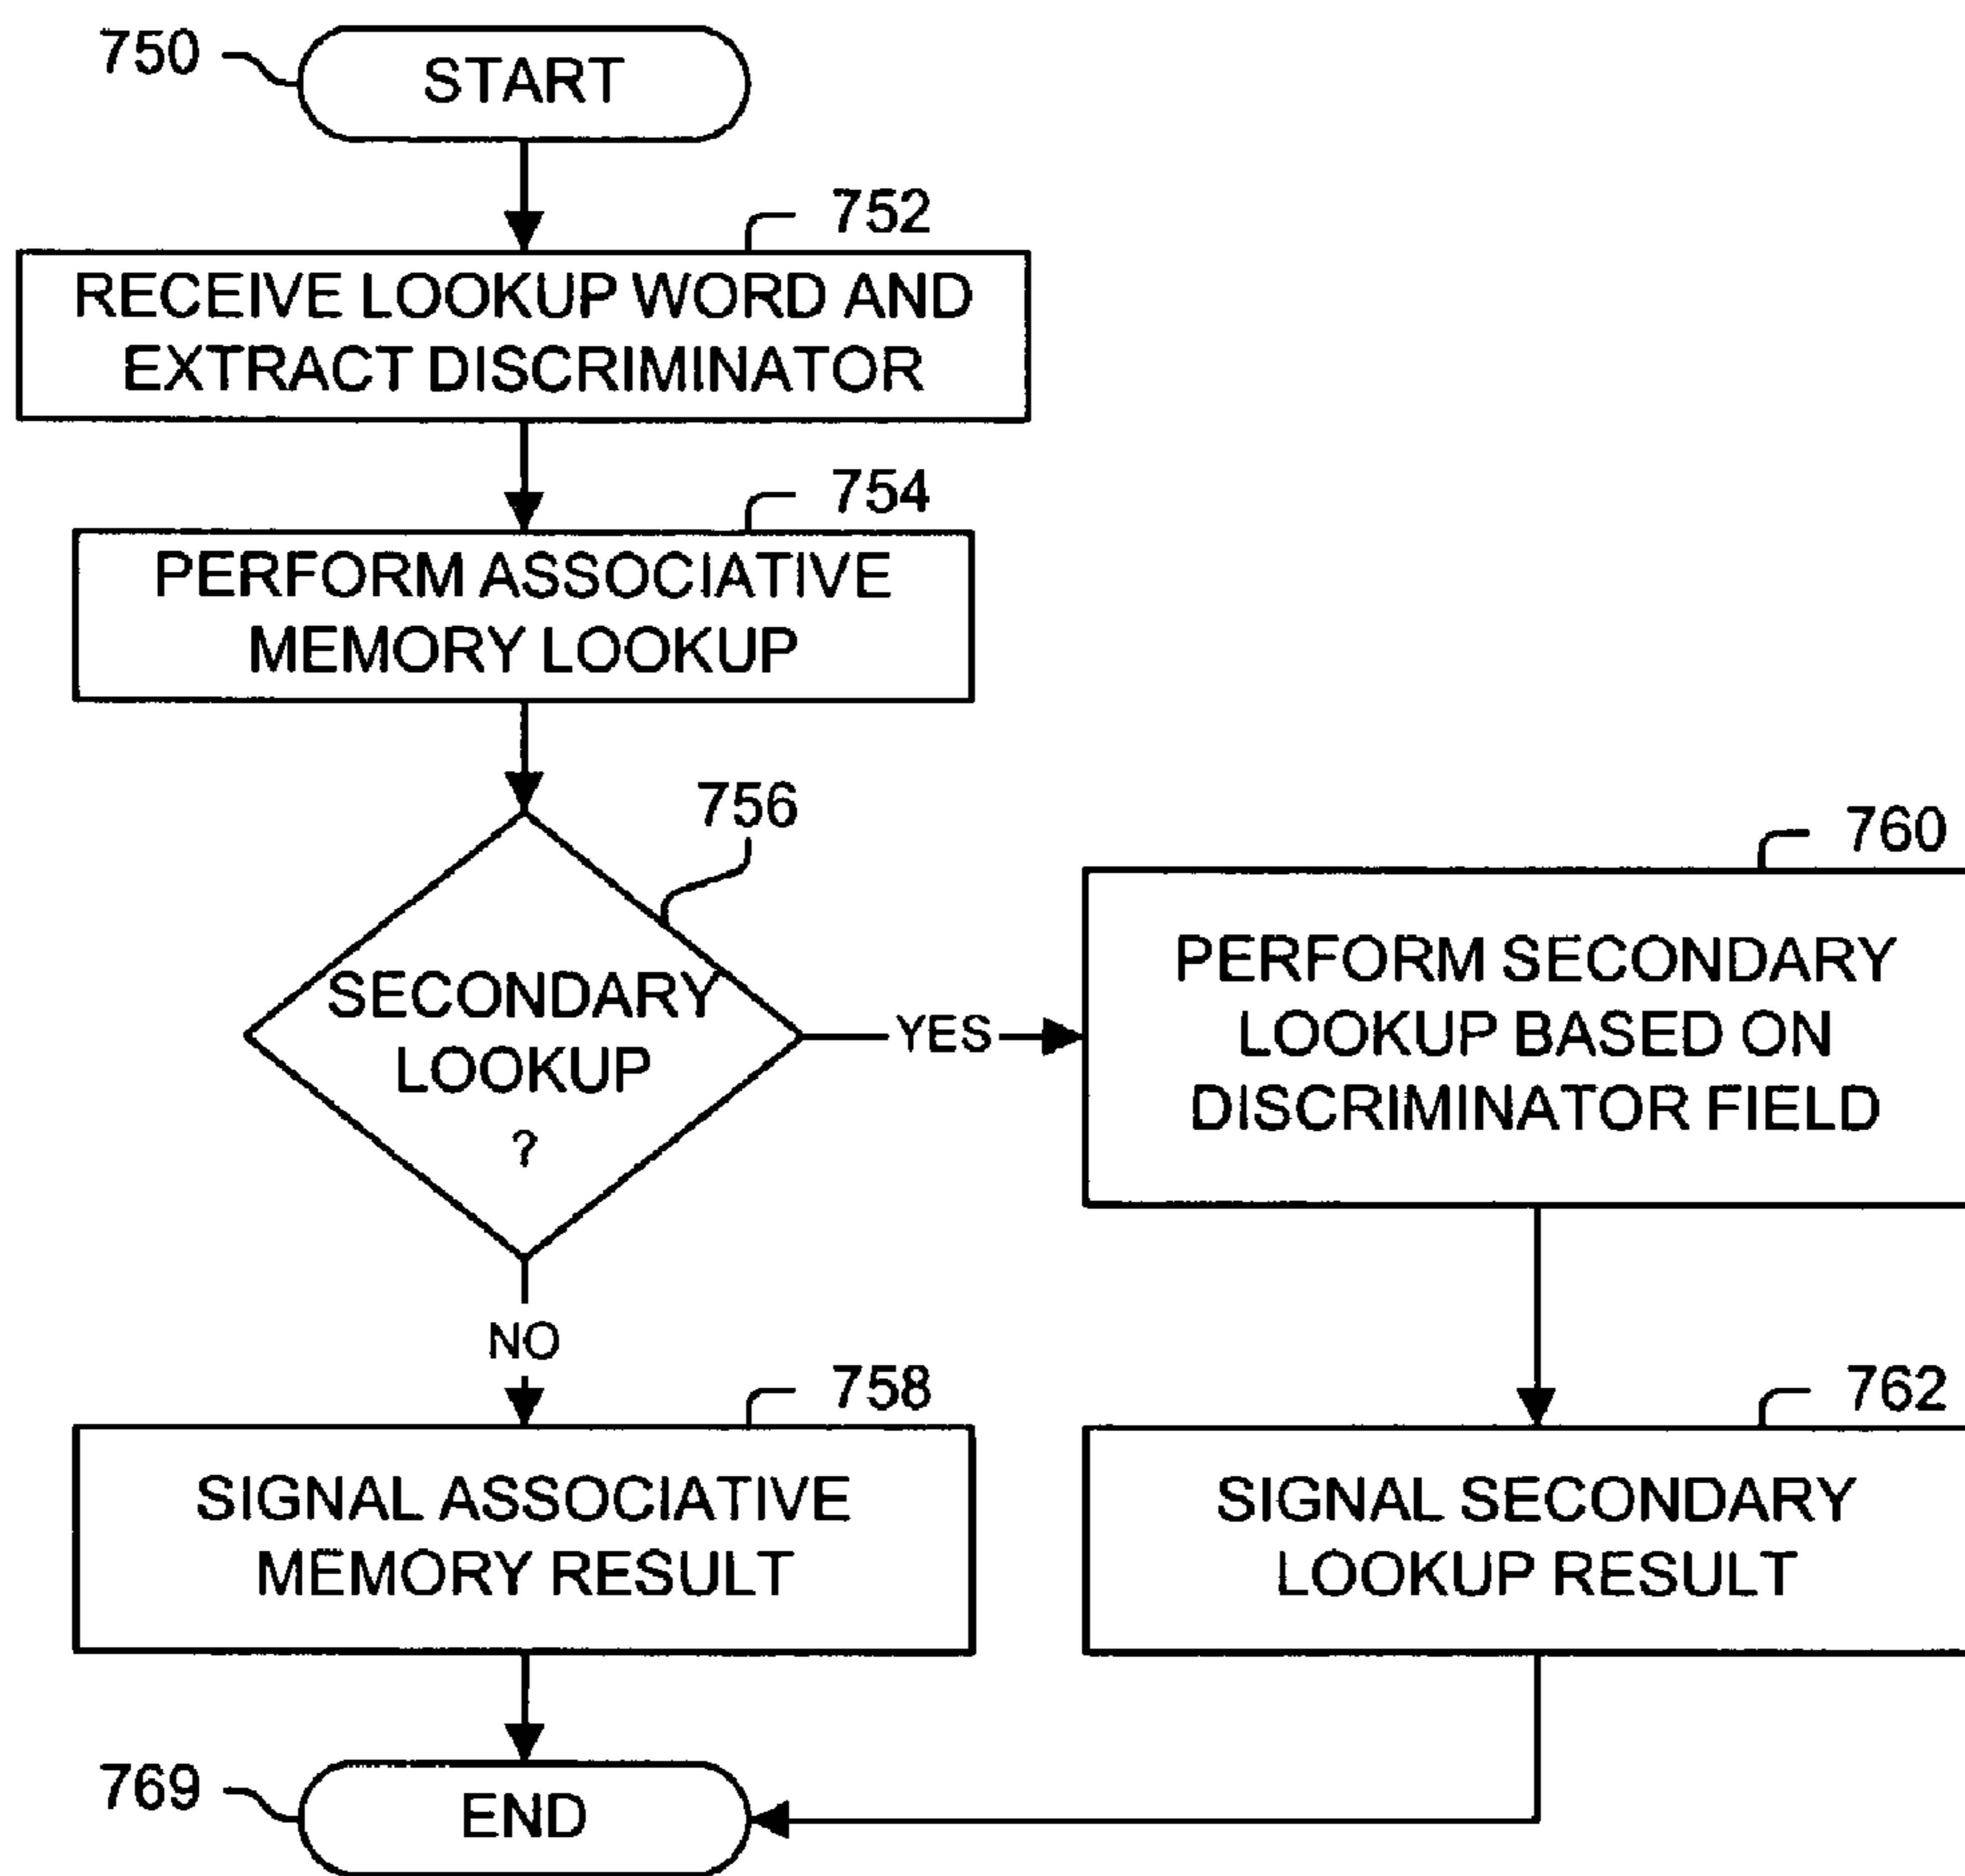 750
START
752
RECEIVE LOOKUP WORD AND
EXTRACT DISCRIMINATOR
754
PERFORM ASSOCIATIVE
MEMORY LOOKUP
756
SECONDARY
LOOKUP
?
YES
NO
760
PERFORM SECONDARY
LOOKUP BASED ON
DISCRIMINATOR FIELD
758
SIGNAL ASSOCIATIVE
MEMORY RESULT
762
SIGNAL SECONDARY
LOOKUP RESULT
769
END